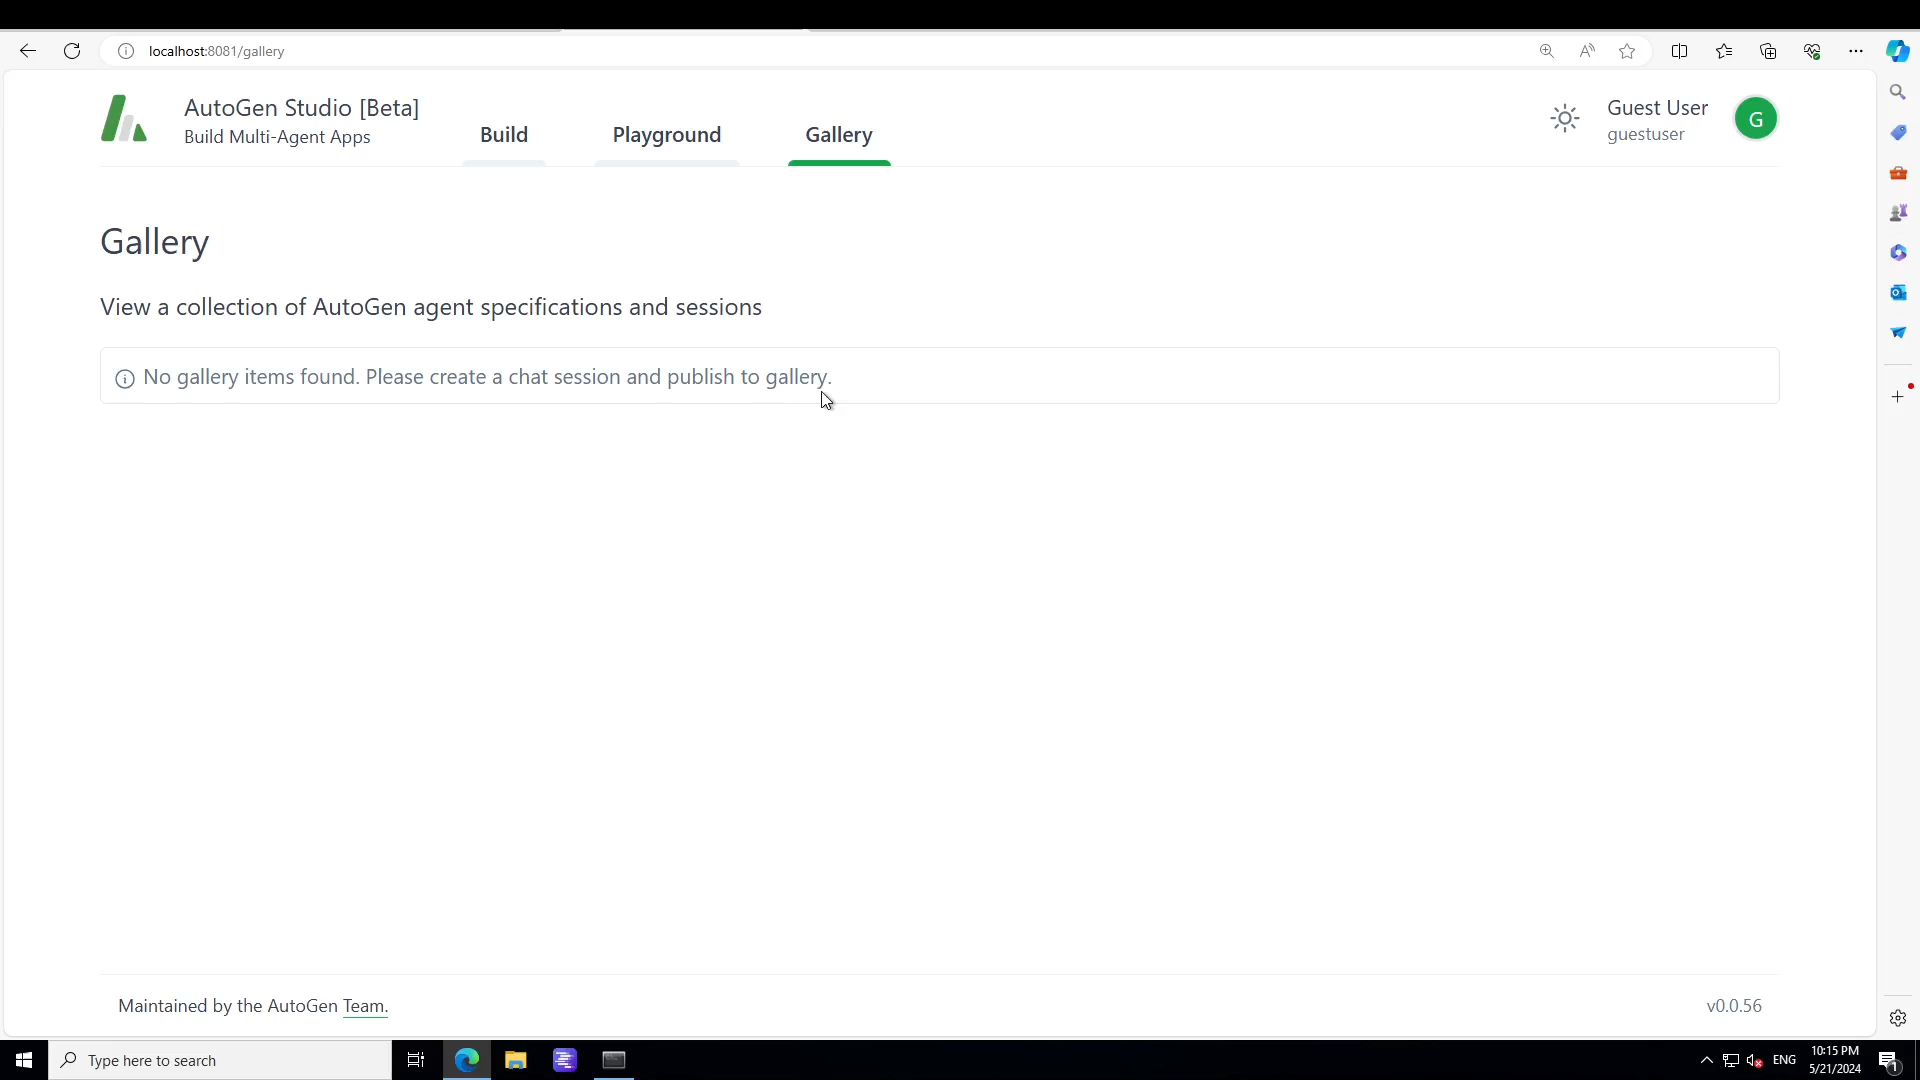 localhost:8081/gallery
AutoGen Studio [Beta]
Build Multi-Agent Apps
Build
Playground
Gallery
Guest User
guestuser
G
Gallery
View a collection of AutoGen agent specifications and sessions
No gallery items found. Please create a chat session and publish to gallery.
Maintained by the AutoGen Team.
v0.0.56
Type here to search
ENG
10:15 PM
5/21/2024
1